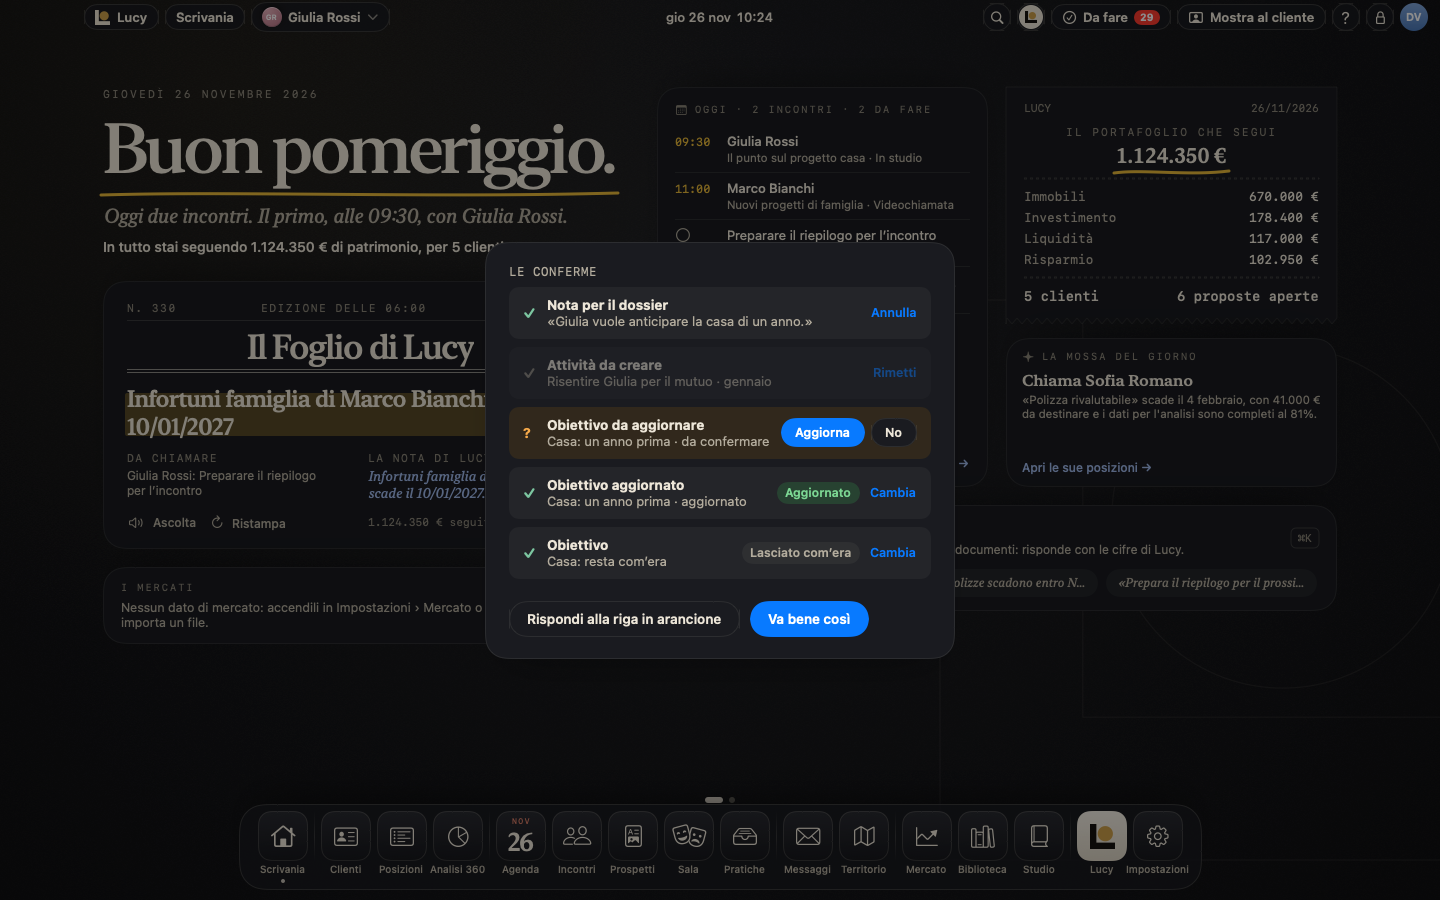 Lucy
Scrivania
GR Giulia Rossi
gio 26 nov 10:24
Da fare 29
Mostra al cliente
?
DV
GIOVEDÌ 26 NOVEMBRE 2026
Buon pomeriggio.
Oggi due incontri. Il primo, alle 09:30, con Giulia Rossi.
In tutto stai seguendo 1.124.350 € di patrimonio, per 5 clienti
OGGI · 2 INCONTRI · 2 DA FARE
09:30 Giulia Rossi
Il punto sul progetto casa · In studio
11:00 Marco Bianchi
Nuovi progetti di famiglia · Videochiamata
Preparare il riepilogo per l’incontro
LUCY 26/11/2026
IL PORTAFOGLIO CHE SEGUI
1.124.350 €
Immobili 670.000 €
Investimento 178.400 €
Liquidità 117.000 €
Risparmio 102.950 €
5 clienti 6 proposte aperte
N. 330 EDIZIONE DELLE 06:00
Il Foglio di Lucy
Infortuni famiglia di Marco Bianchi
10/01/2027
DA CHIAMARE
Giulia Rossi: Preparare il riepilogo
per l’incontro
LA NOTA DI LUC
Infortuni famiglia d
scade il 10/01/2027.
Ascolta
Ristampa
1.124.350 € segui
I MERCATI
Nessun dato di mercato: accendili in Impostazioni › Mercato o
importa un file.
LE CONFERME
Nota per il dossier
«Giulia vuole anticipare la casa di un anno.»
Annulla
Attività da creare
Risentire Giulia per il mutuo · gennaio
Rimetti
?
Obiettivo da aggiornare
Casa: un anno prima · da confermare
Aggiorna
No
Obiettivo aggiornato
Casa: un anno prima · aggiornato
Aggiornato
Cambia
Obiettivo
Casa: resta com’era
Lasciato com’era
Cambia
Rispondi alla riga in arancione
Va bene così
LA MOSSA DEL GIORNO
Chiama Sofia Romano
«Polizza rivalutabile» scade il 4 febbraio, con 41.000 €
da destinare e i dati per l’analisi sono completi al 81%.
Apri le sue posizioni →
→
⌘K
documenti: risponde con le cifre di Lucy.
olizze scadono entro N...
«Prepara il riepilogo per il prossi...
NOV
26
Scrivania
Clienti
Posizioni
Analisi 360
Agenda
Incontri
Prospetti
Sala
Pratiche
Messaggi
Territorio
Mercato
Biblioteca
Studio
Lucy
Impostazioni